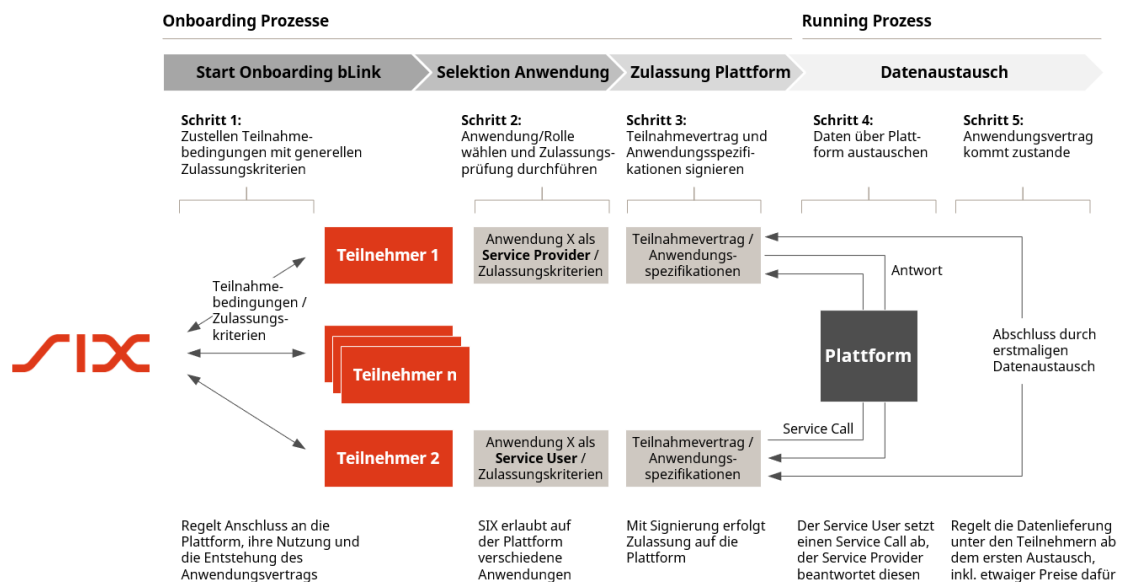 Onboarding Prozesse
Running Prozess
Start Onboarding bLink
Selektion Anwendung
Zulassung Plattform
Datenaustausch
Schritt 1:
Zustellen Teilnahme-
bedingungen mit generellen
Zulassungskriterien
Schritt 2:
Anwendung/Rolle
wählen und Zulassungs-
prüfung durchführen
Schritt 3:
Teilnahmevertrag und
Anwendungsspezifi-
kationen signieren
Schritt 4:
Daten über Platt-
form austauschen
Schritt 5:
Anwendungsvertrag
kommt zustande
SIX
Teilnahme-
bedingungen /
Zulassungs-
kriterien
Teilnehmer 1
Anwendung X als
Service Provider /
Zulassungskriterien
Teilnahmevertrag /
Anwendungs-
spezifikationen
Antwort
Teilnehmer n
Plattform
Abschluss durch
erstmaligen
Datenaustausch
Teilnehmer 2
Anwendung X als
Service User /
Zulassungskriterien
Teilnahmevertrag /
Anwendungs-
spezifikationen
Service Call
Regelt Anschluss an die
Plattform, ihre Nutzung und
die Entstehung des
Anwendungsvertrags
SIX erlaubt auf
der Plattform
verschiedene
Anwendungen
Mit Signierung erfolgt
Zulassung auf die
Plattform
Der Service User setzt
einen Service Call ab,
der Service Provider
beantwortet diesen
Regelt die Datenlieferung
unter den Teilnehmern ab
dem ersten Austausch,
inkl. etwaiger Preise dafür